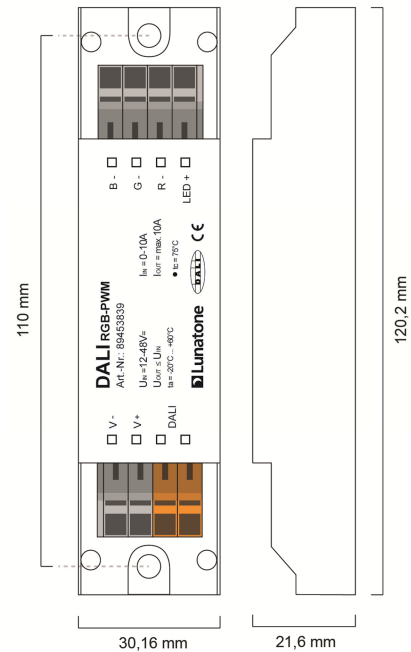 B -
G -
R -
LED +
DALI RGB-PWM
Art.-Nr.: 89453839
UIN =12-48V= IIN = 0-10A
UOUT ≤ UIN IOUT = max.10A
ta = -20°C ... +60°C ● tc = 75°C
Lunatone DALI CE
V -
V +
DALI
110 mm
120,2 mm
30,16 mm
21,6 mm